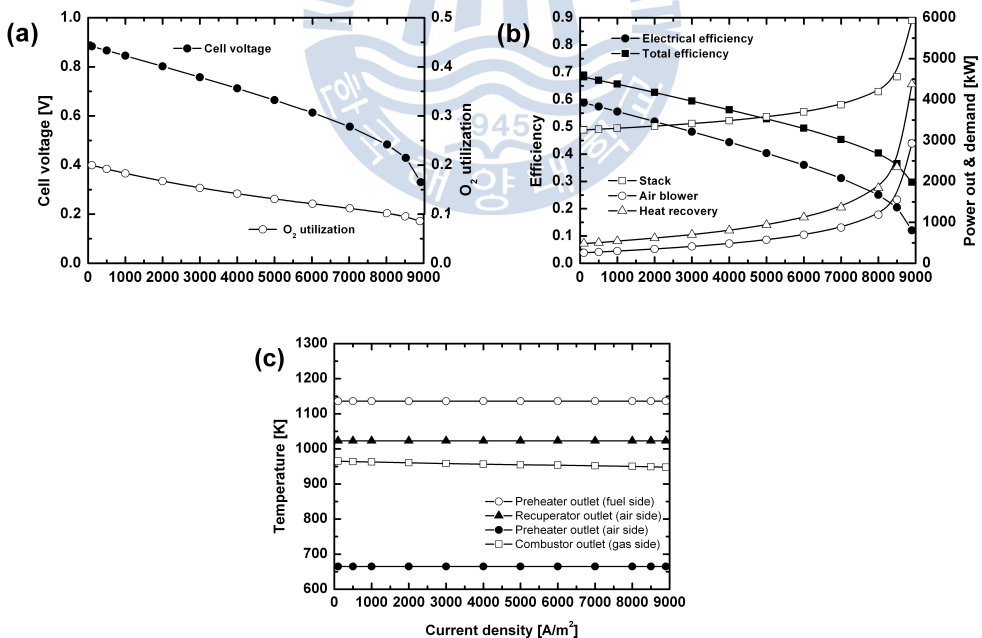 (a)
Cell voltage [V]
1.0
0.8
0.6
0.4
0.2
0.0
Cell voltage
O2 utilization
0 1000 2000 3000 4000 5000 6000 7000 8000 9000
0.5
0.4
0.3
0.2
0.1
0.0
O2 utilization
(b)
Efficiency
0.9
0.8
0.7
0.6
0.5
0.4
0.3
0.2
0.1
0.0
Electrical efficiency
Total efficiency
1945
Stack
Air blower
Heat recovery
0 1000 2000 3000 4000 5000 6000 7000 8000 9000
6000
5000
4000
3000
2000
1000
0
Power out & demand [kW]
(c)
Temperature [K]
1300
1200
1100
1000
900
800
700
600
Preheater outlet (fuel side)
Recuperator outlet (air side)
Preheater outlet (air side)
Combustor outlet (gas side)
0 1000 2000 3000 4000 5000 6000 7000 8000 9000
Current density [A/m²]